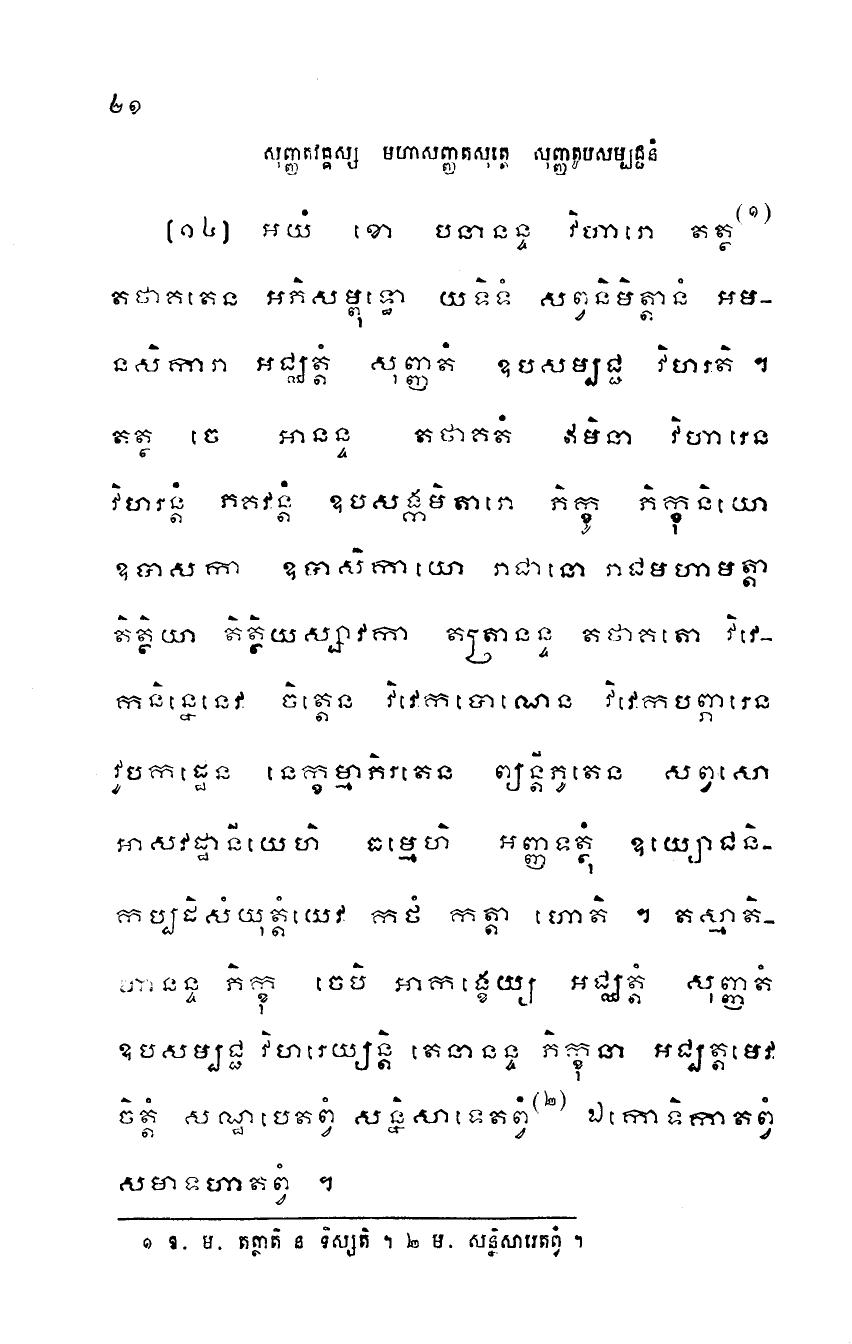 ២១
សុញ្ញតវគ្គស្ស មហាសញ្ញតសុត្តេ សុញ្ញតូបសម្បជ្ជនំ
(១៤) អយំ ខោ បនានន្ទ វិហារោ តត្ថ(១)
តថាគតេន អភិសម្ពុទ្ធោ យទិទំ សព្វនិមិត្តានំ អម-
នសិការា អជ្ឈត្តំ សុញ្ញតំ ឧបសម្បជ្ជ វិហរតិ ។
តត្ថ ចេ អានន្ទ តថាគតំ ឥមិនា វិហារេន
វិហរន្តំ ភគវន្តំ ឧបសង្កមិតារោ ភិក្ខូ ភិក្ខុនិយោ
ឧបាសកា ឧបាសិកាយោ រាជានោ រាជមហាមត្តា
តិត្ថិយា តិត្ថិយស្សាវកា តត្រានន្ទ តថាគតោ វិវេ-
កនិន្នេនេវ ចិត្តេន វិវេកបោណេន វិវេកបញ្ភារេន
វូបកដ្ឋេន នេក្ខម្មាភិរតេន ព្យន្តីភូតេន សព្វសោ
អាសវដ្ឋានីយេហិ ធម្មេហិ អញ្ញទត្ថុំ ឧយ្យោជនិ-
កប្បដិសំយុត្តំយេវ កថំ កត្តា ហោតិ ។ តស្មាតិ-
ហានន្ទ ភិក្ខុ ចេបិ អាកង្ខេយ្យ អជ្ឈត្តំ សុញ្ញតំ
ឧបសម្បជ្ជ វិហរេយ្យន្តិ តេនានន្ទ ភិក្ខុនា អជ្ឈត្តមេវ
ចិត្តំ សណ្ឋបេតព្វំ សន្និសាទេតព្វំ(២) ឯកោទិកាតព្វំ
សមាទហាតព្វំ ។
១ ឱ. ម. តត្ថាតិ ន ទិស្សតិ ។ ២ ម. សន្និសារេតព្វំ ។